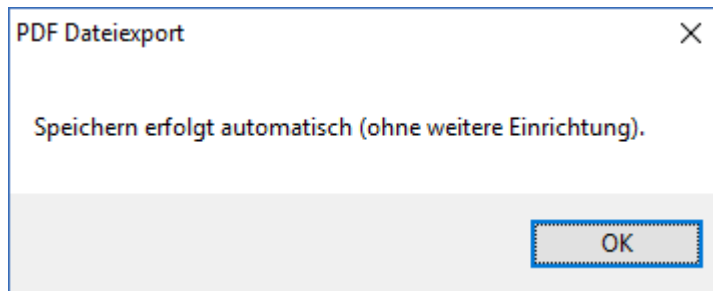 PDF Dateiexport
Speichern erfolgt automatisch (ohne weitere Einrichtung).
OK